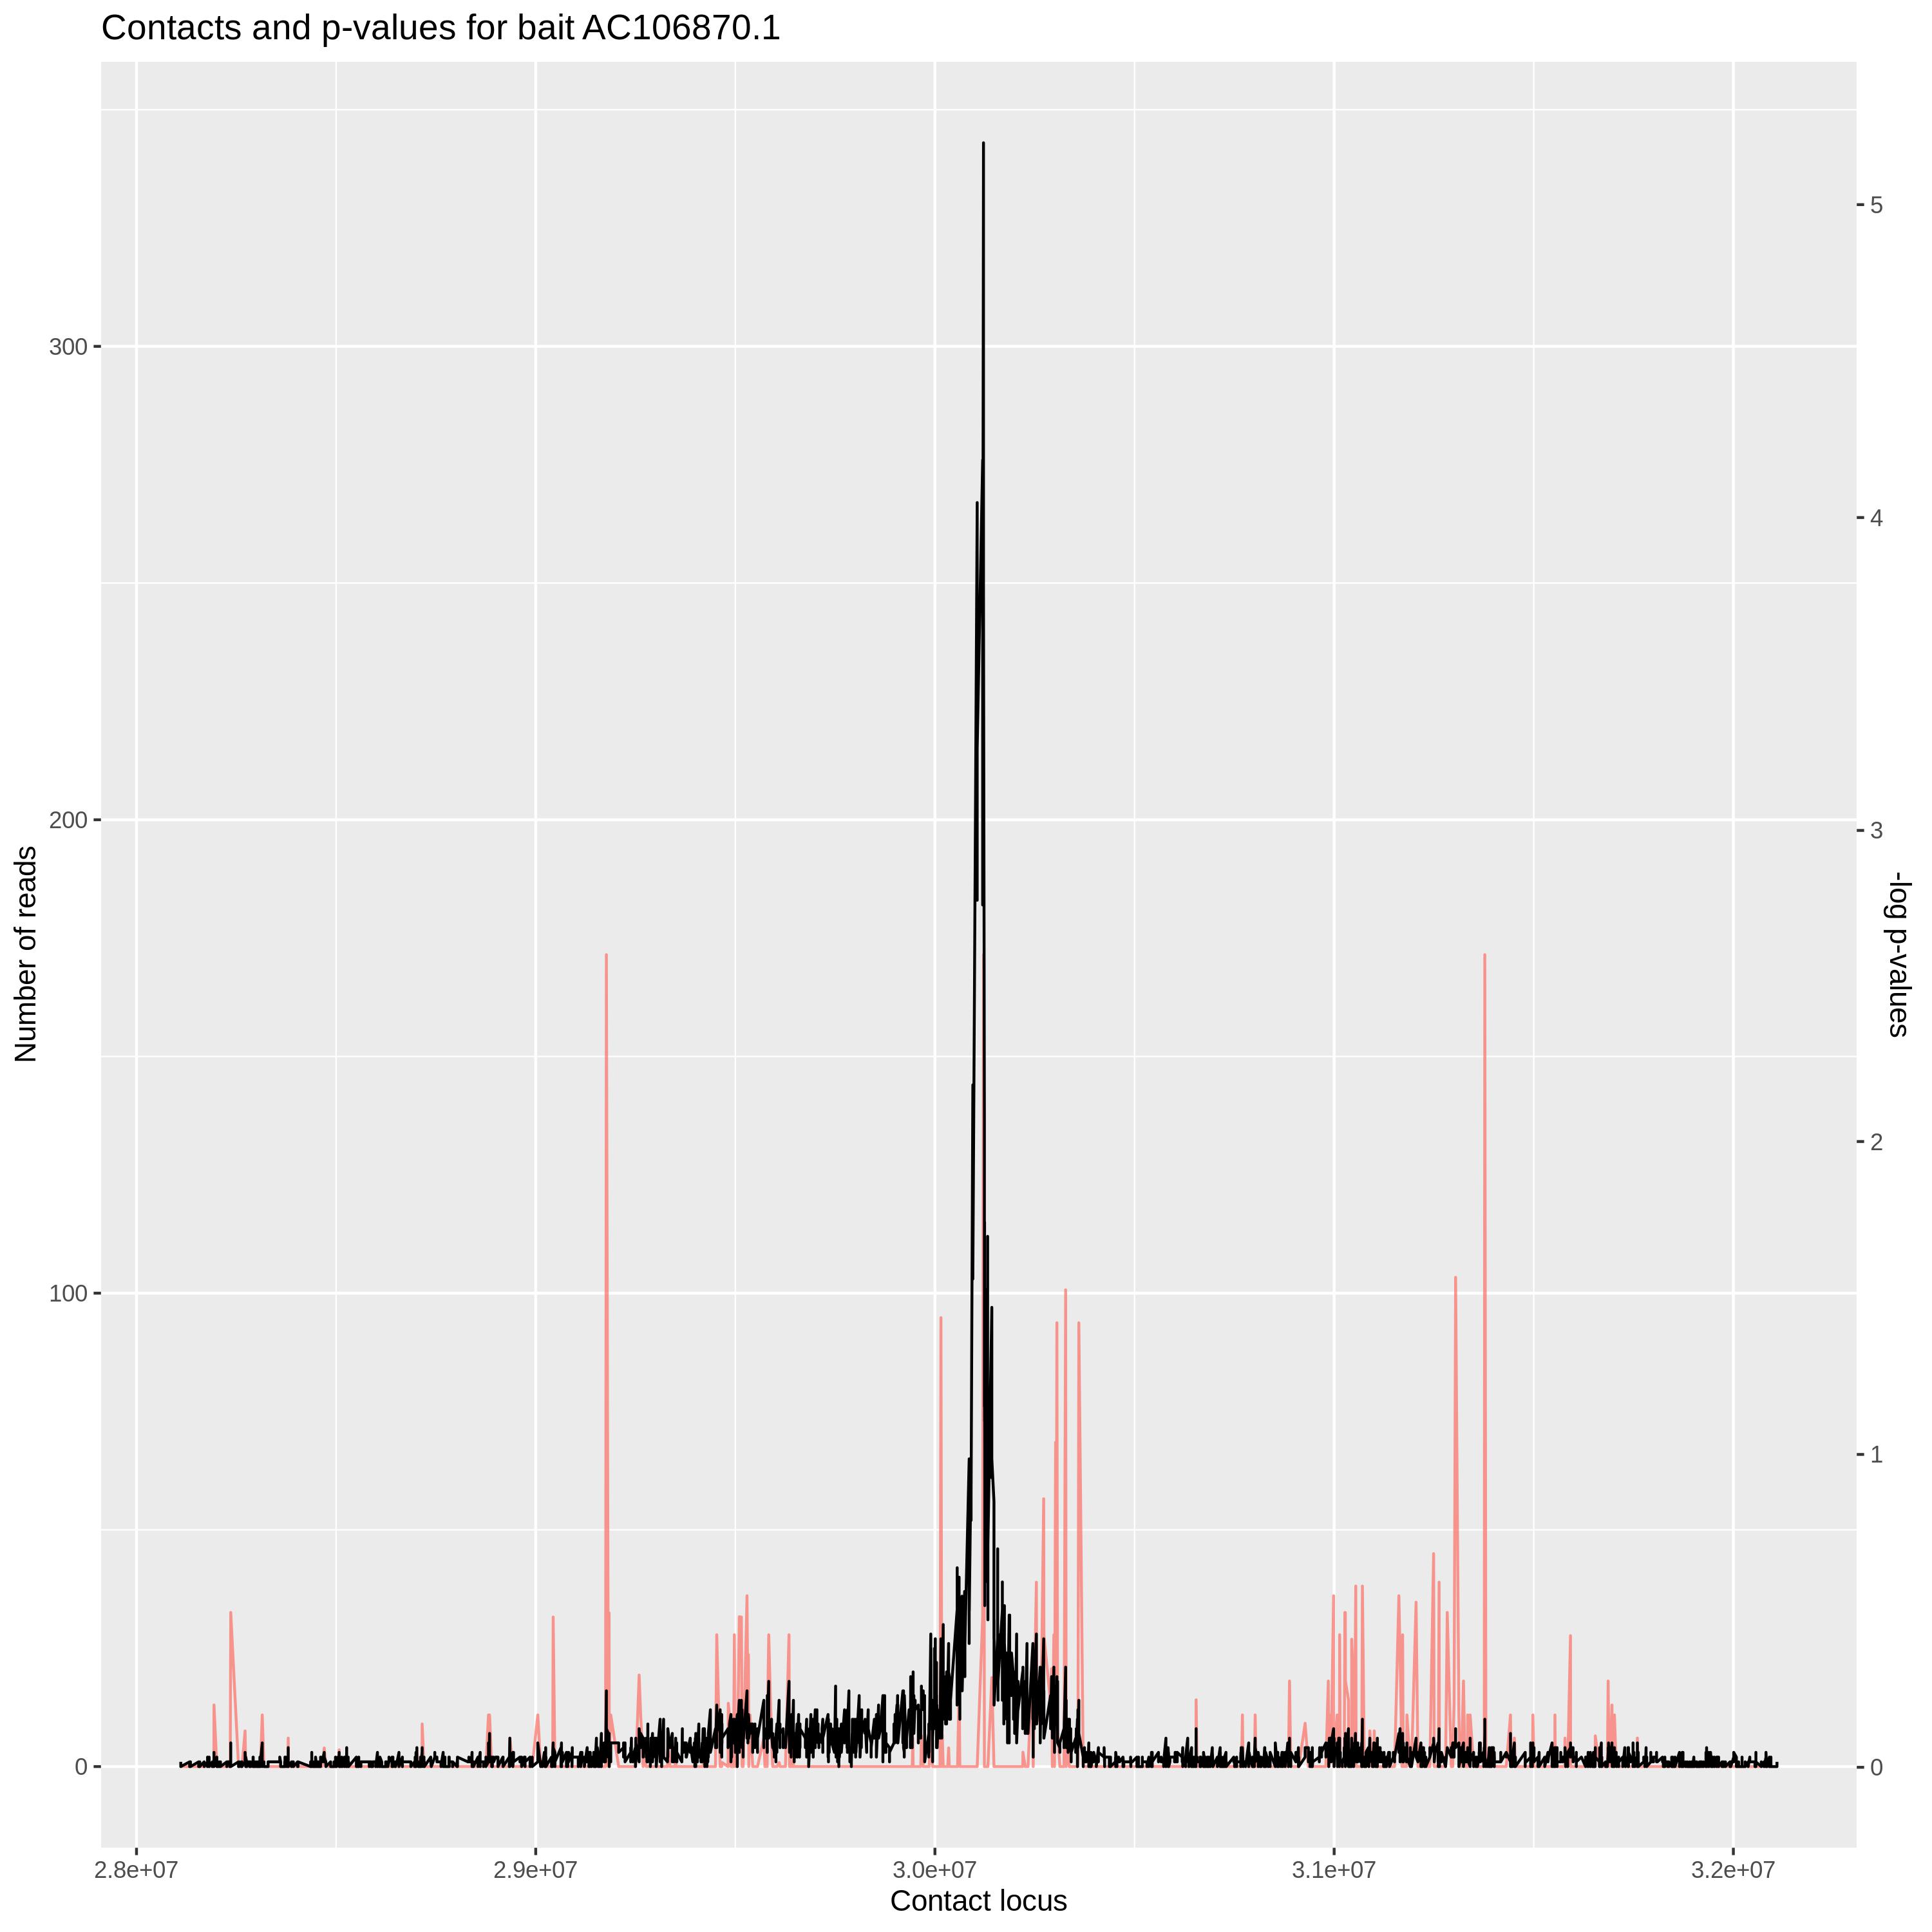 Contacts and p-values for bait AC106870.1
Number of reads
300
200
100
0
5
4
3
2
1
0
-log p-values
2.8e+07 2.9e+07 3.0e+07 3.1e+07 3.2e+07
Contact locus